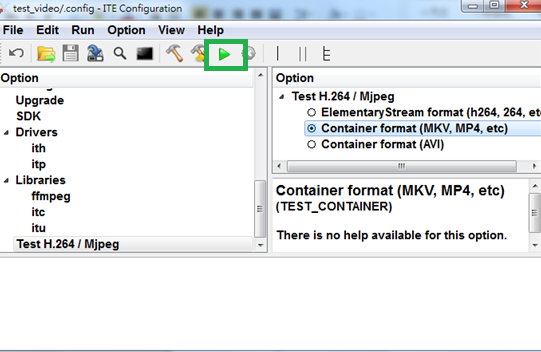 test_video/.config - ITE Configuration
File Edit Run Option View Help
Option
Upgrade
SDK
Drivers
ith
itp
Libraries
ffmpeg
itc
itu
Test H.264 / Mjpeg
Option
Test H.264 / Mjpeg
ElementaryStream format (h264, 264, etc
Container format (MKV, MP4, etc)
Container format (AVI)
Container format (MKV, MP4, etc)
(TEST_CONTAINER)
There is no help available for this option.